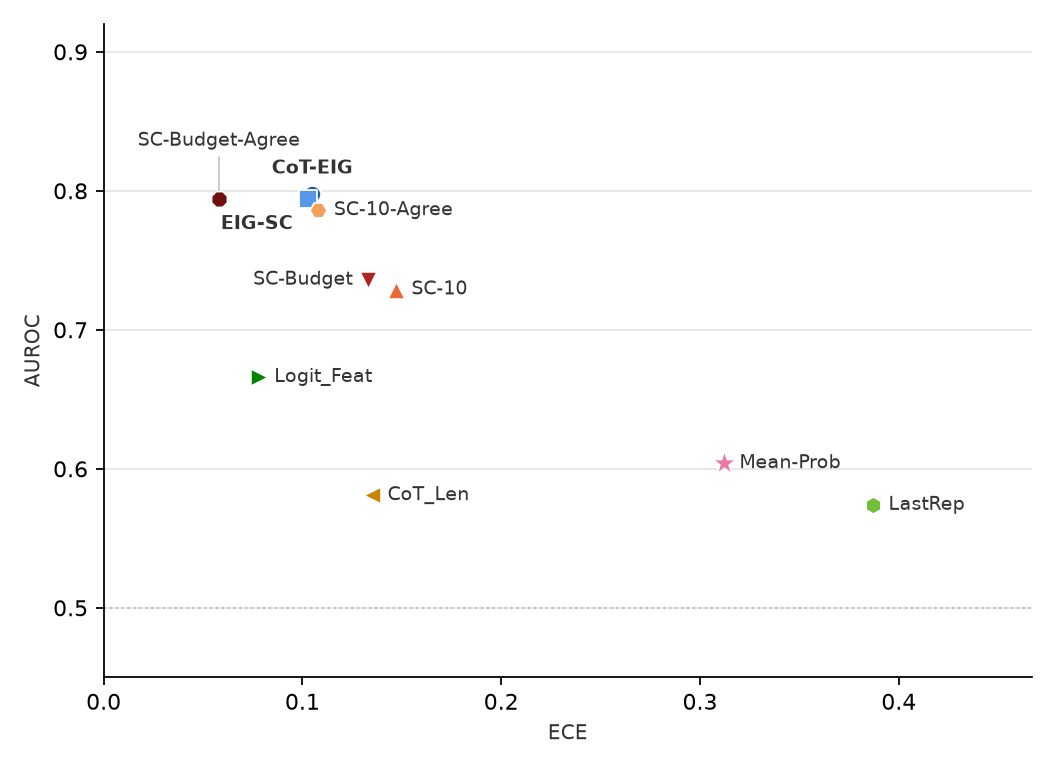 0.9
SC-Budget-Agree
CoT-EIG
0.8
SC-10-Agree
EIG-SC
SC-Budget
SC-10
0.7
AUROC
Logit_Feat
0.6
Mean-Prob
CoT_Len
LastRep
0.5
0.0 0.1 0.2 0.3 0.4
ECE